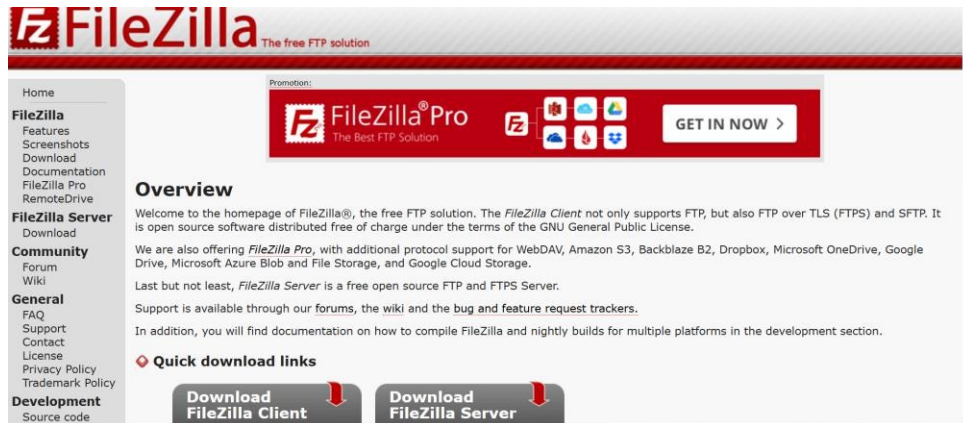 Fz FileZilla The free FTP solution
Home
FileZilla
Features
Screenshots
Download
Documentation
FileZilla Pro
RemoteDrive
FileZilla Server
Download
Community
Forum
Wiki
General
FAQ
Support
Contact
License
Privacy Policy
Trademark Policy
Development
Source code
Promotion:
Fz FileZilla® Pro
The Best FTP Solution
Fz
GET IN NOW >
Overview
Welcome to the homepage of FileZilla®, the free FTP solution. The FileZilla Client not only supports FTP, but also FTP over TLS (FTPS) and SFTP. It
is open source software distributed free of charge under the terms of the GNU General Public License.
We are also offering FileZilla Pro, with additional protocol support for WebDAV, Amazon S3, Backblaze B2, Dropbox, Microsoft OneDrive, Google
Drive, Microsoft Azure Blob and File Storage, and Google Cloud Storage.
Last but not least, FileZilla Server is a free open source FTP and FTPS Server.
Support is available through our forums, the wiki and the bug and feature request trackers.
In addition, you will find documentation on how to compile FileZilla and nightly builds for multiple platforms in the development section.
Quick download links
Download
FileZilla Client
Download
FileZilla Server